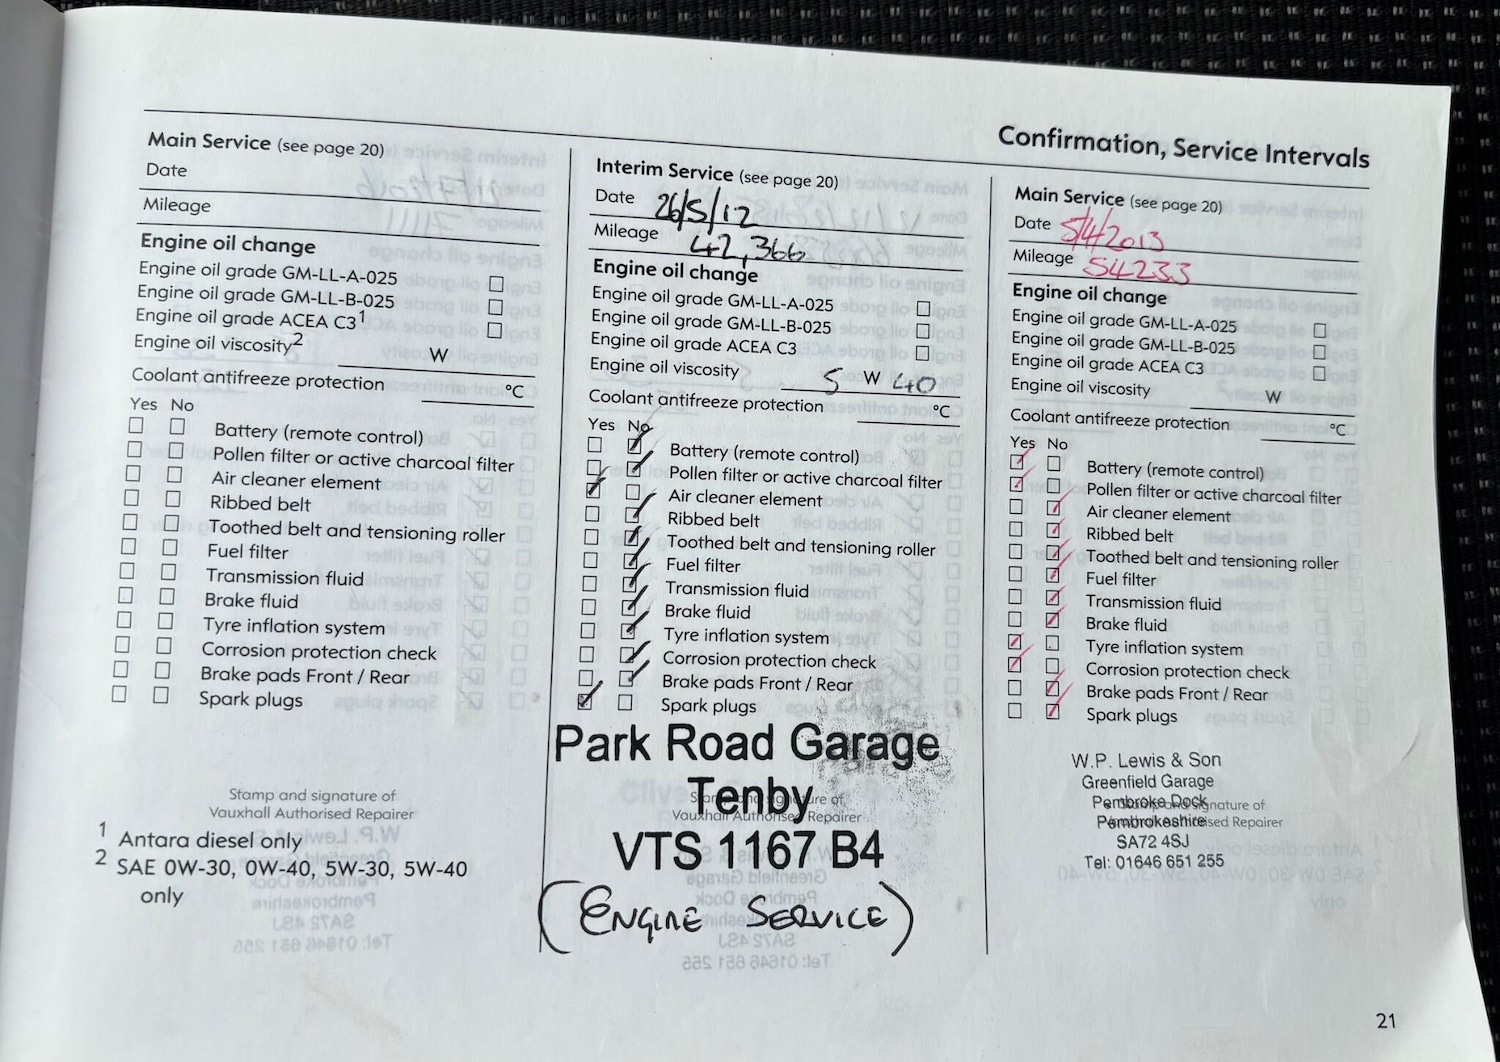 Confirmation, Service Intervals
Main Service (see page 20)
Date
Mileage
Engine oil change
Engine oil grade GM-LL-A-025
Engine oil grade GM-LL-B-025
Engine oil grade ACEA C3¹
Engine oil viscosity²
W
Coolant antifreeze protection
°C
Yes No
Battery (remote control)
Pollen filter or active charcoal filter
Air cleaner element
Ribbed belt
Toothed belt and tensioning roller
Fuel filter
Transmission fluid
Brake fluid
Tyre inflation system
Corrosion protection check
Brake pads Front / Rear
Spark plugs
Stamp and signature of
Vauxhall Authorised Repairer
1 Antara diesel only
2 SAE 0W-30, 0W-40, 5W-30, 5W-40
only
Interim Service (see page 20)
Date 26/5/12
Mileage 42,366
Engine oil change
Engine oil grade GM-LL-A-025
Engine oil grade GM-LL-B-025
Engine oil grade ACEA C3
Engine oil viscosity 5 W 40
Coolant antifreeze protection
°C
Yes No
Battery (remote control)
Pollen filter or active charcoal filter
Air cleaner element
Ribbed belt
Toothed belt and tensioning roller
Fuel filter
Transmission fluid
Brake fluid
Tyre inflation system
Corrosion protection check
Brake pads Front / Rear
Spark plugs
Park Road Garage
Tenby
Stamp and signature of
Vauxhall Authorised Repairer
VTS 1167 B4
(ENGINE SERVICE)
Main Service (see page 20)
Date 5/4/2013
Mileage 54233
Engine oil change
Engine oil grade GM-LL-A-025
Engine oil grade GM-LL-B-025
Engine oil grade ACEA C3
Engine oil viscosity
W
Coolant antifreeze protection
°C
Yes No
Battery (remote control)
Pollen filter or active charcoal filter
Air cleaner element
Ribbed belt
Toothed belt and tensioning roller
Fuel filter
Transmission fluid
Brake fluid
Tyre inflation system
Corrosion protection check
Brake pads Front / Rear
Spark plugs
W.P. Lewis & Son
Greenfield Garage
Pembroke Dock
signature of
Pembrokeshire
Repairer
SA72 4SJ
Tel: 01646 651 255
21